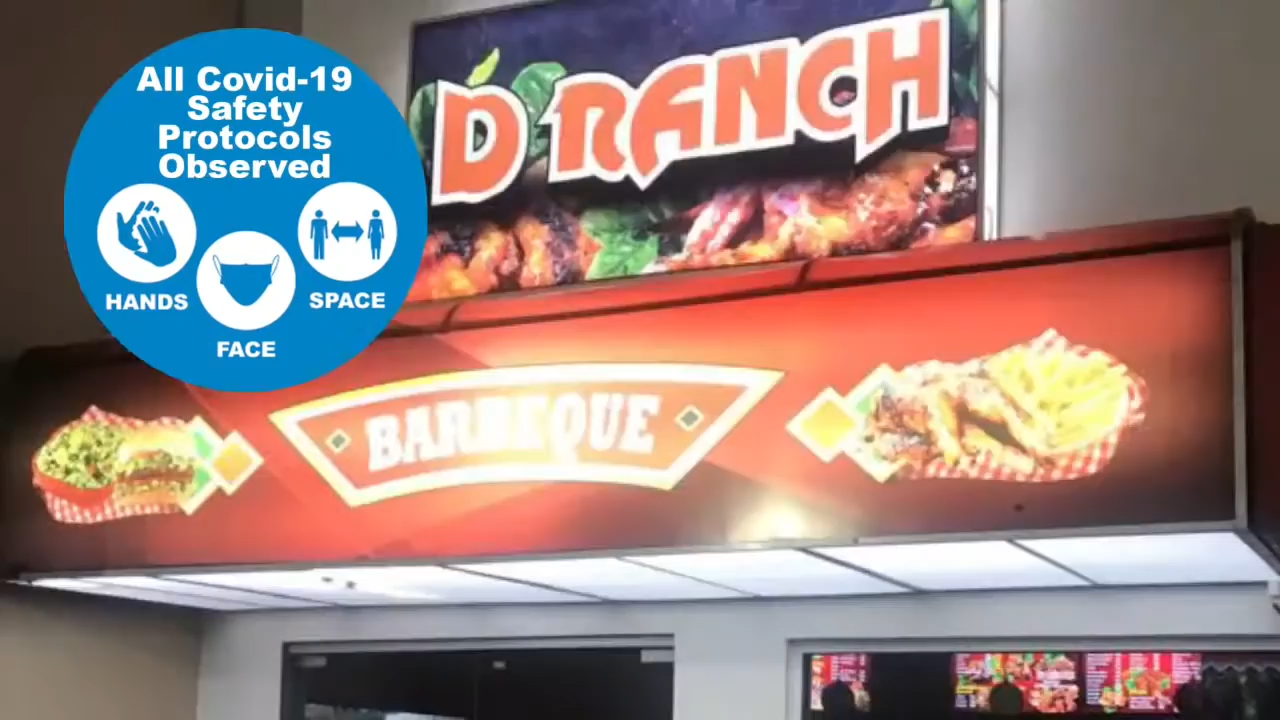 All Covid-19
Safety
Protocols
Observed
HANDS
SPACE
FACE
D RANCH
BARBEQUE